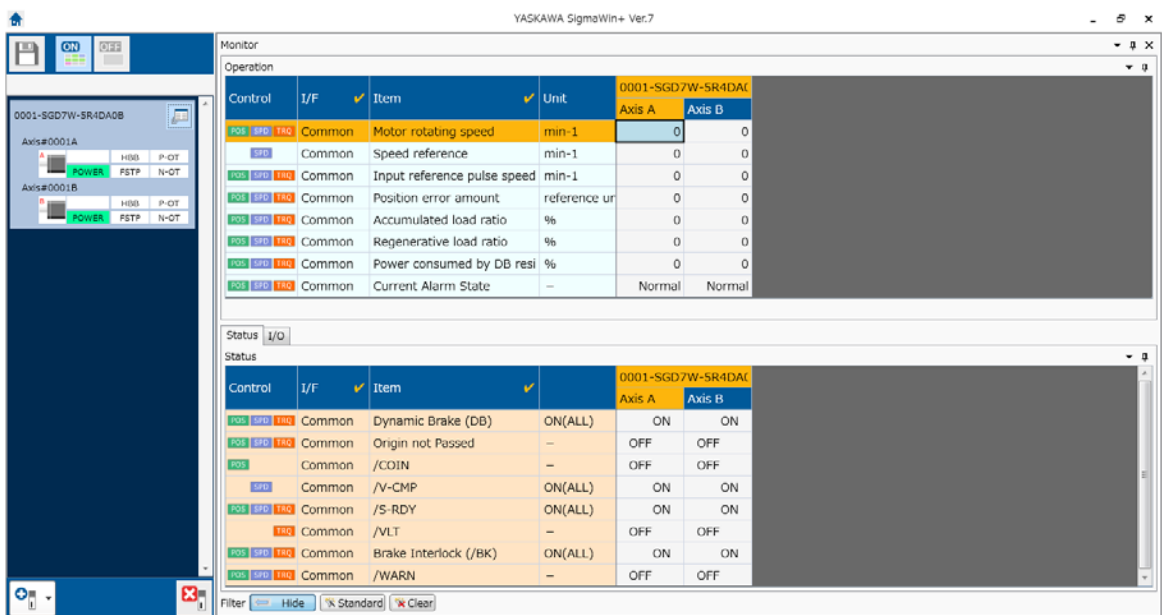 YASKAWA SigmaWin+ Ver.7
ON OFF
0001-SGD7W-5R4DA0B
Axis#0001A
A HBB P-OT
POWER FSTP N-OT
Axis#0001B
B HBB P-OT
POWER FSTP N-OT
Monitor
Operation
Control I/F Item Unit 0001-SGD7W-5R4DA(
Axis A Axis B
POS SPD TRQ Common Motor rotating speed min-1 0 0
SPD Common Speed reference min-1 0 0
POS SPD TRQ Common Input reference pulse speed min-1 0 0
POS SPD TRQ Common Position error amount reference ur 0 0
POS SPD TRQ Common Accumulated load ratio % 0 0
POS SPD TRQ Common Regenerative load ratio % 0 0
POS SPD TRQ Common Power consumed by DB resi % 0 0
POS SPD TRQ Common Current Alarm State – Normal Normal
Status I/O
Status
Control I/F Item 0001-SGD7W-5R4DA(
Axis A Axis B
POS SPD TRQ Common Dynamic Brake (DB) ON(ALL) ON ON
POS SPD TRQ Common Origin not Passed – OFF OFF
POS Common /COIN – OFF OFF
SPD Common /V-CMP ON(ALL) ON ON
POS SPD TRQ Common /S-RDY ON(ALL) ON ON
TRQ Common /VLT – OFF OFF
POS SPD TRQ Common Brake Interlock (/BK) ON(ALL) ON ON
POS SPD TRQ Common /WARN – OFF OFF
Filter Hide Standard Clear